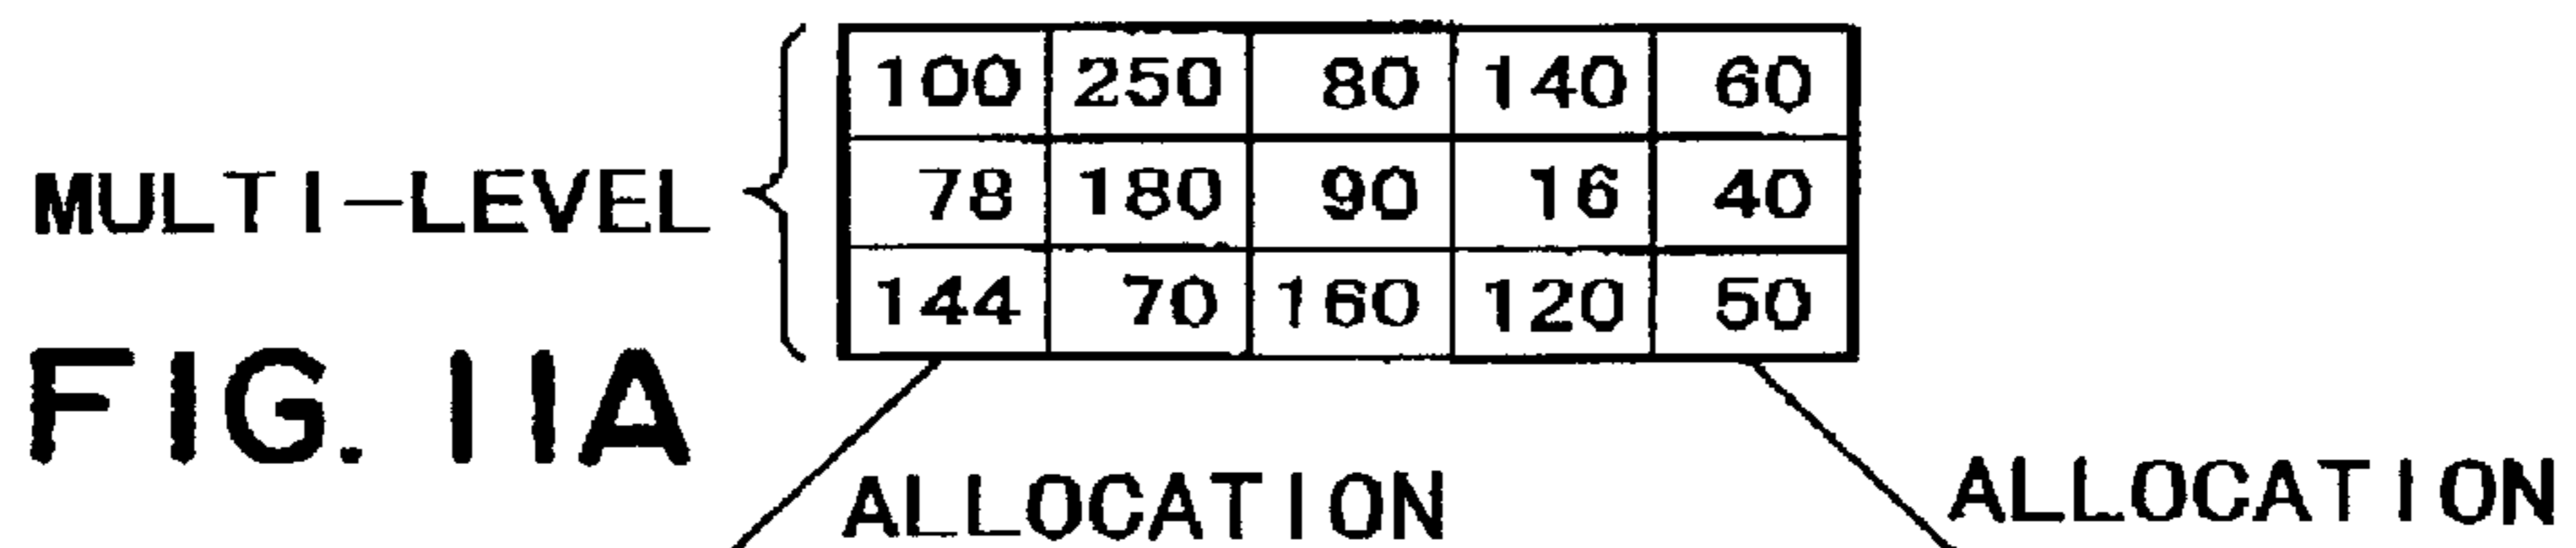 100 250 80 140 60
MULTI-LEVEL 78 180 90 16 40
144 70 160 120 50
FIG. 11A
ALLOCATION ALLOCATION